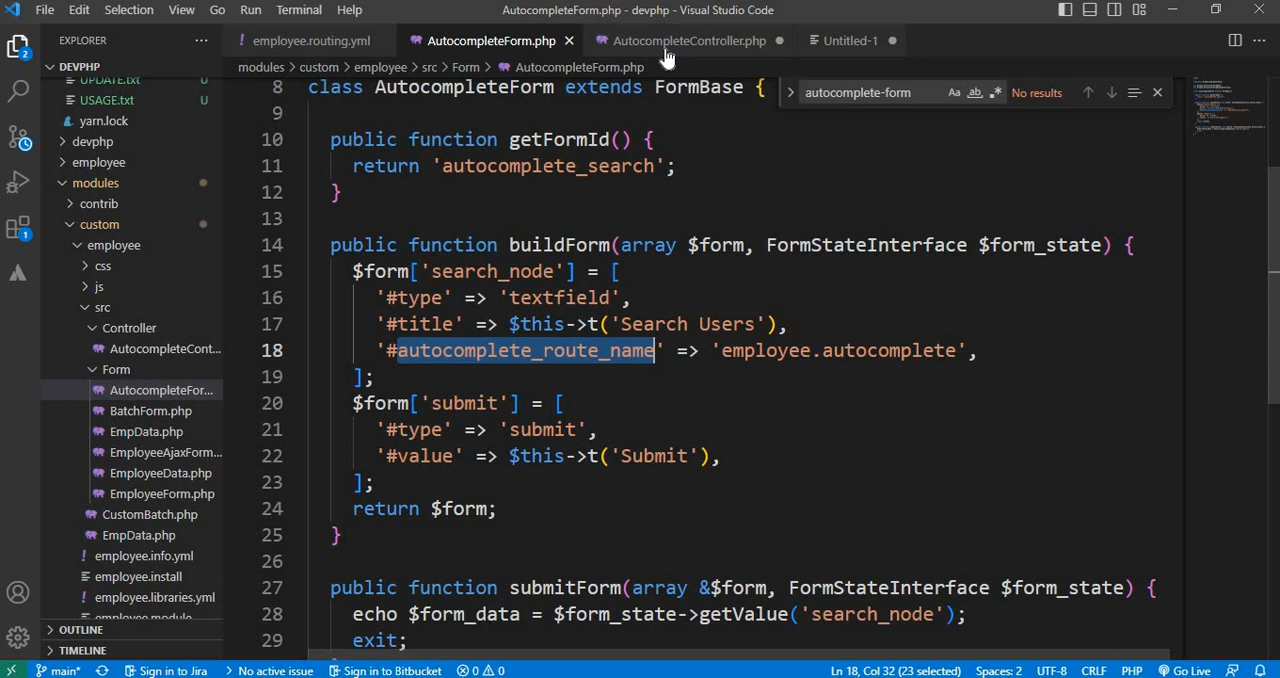 File Edit Selection View Go Run Terminal Help AutocompleteForm.php - devphp - Visual Studio Code
EXPLORER ... ! employee.routing.yml AutocompleteForm.php AutocompleteController.php Untitled-1
DEVPHP modules > custom > employee > src > Form > AutocompleteForm.php
UPDATE.txt U
USAGE.txt U
yarn.lock
devphp
employee
modules
contrib
custom
employee
css
js
src
Controller
AutocompleteCont...
Form
AutocompleteFor...
BatchForm.php
EmpData.php
EmployeeAjaxForm...
EmployeeData.php
EmployeeForm.php
CustomBatch.php
EmpData.php
! employee.info.yml
employee.install
! employee.libraries.yml
employee.module
OUTLINE
TIMELINE
2
1
autocomplete-form Aa ab .* No results
8 class AutocompleteForm extends FormBase {
9
10 public function getFormId() {
11 return 'autocomplete_search';
12 }
13
14 public function buildForm(array $form, FormStateInterface $form_state) {
15 $form['search_node'] = [
16 '#type' => 'textfield',
17 '#title' => $this->t('Search Users'),
18 '#autocomplete_route_name' => 'employee.autocomplete',
19 ];
20 $form['submit'] = [
21 '#type' => 'submit',
22 '#value' => $this->t('Submit'),
23 ];
24 return $form;
25 }
26
27 public function submitForm(array &$form, FormStateInterface $form_state) {
28 echo $form_data = $form_state->getValue('search_node');
29 exit;
main* Sign in to Jira No active issue Sign in to Bitbucket 0 0 Ln 18, Col 32 (23 selected) Spaces: 2 UTF-8 CRLF PHP Go Live